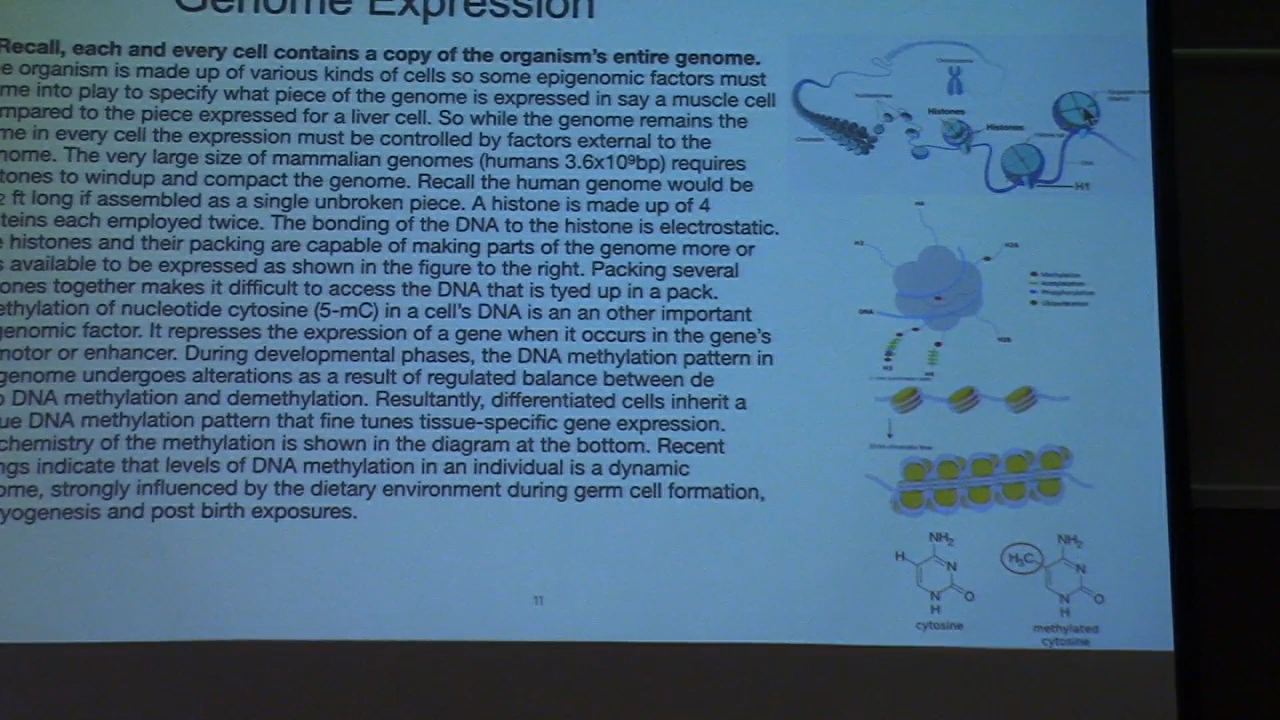 Genome Expression
Recall, each and every cell contains a copy of the organism's entire genome.
e organism is made up of various kinds of cells so some epigenomic factors must
me into play to specify what piece of the genome is expressed in say a muscle cell
mpared to the piece expressed for a liver cell. So while the genome remains the
me in every cell the expression must be controlled by factors external to the
nome. The very large size of mammalian genomes (humans 3.6x10⁹bp) requires
tones to windup and compact the genome. Recall the human genome would be
2 ft long if assembled as a single unbroken piece. A histone is made up of 4
teins each employed twice. The bonding of the DNA to the histone is electrostatic.
e histones and their packing are capable of making parts of the genome more or
s available to be expressed as shown in the figure to the right. Packing several
ones together makes it difficult to access the DNA that is tyed up in a pack.
ethylation of nucleotide cytosine (5-mC) in a cell's DNA is an an other important
genomic factor. It represses the expression of a gene when it occurs in the gene's
motor or enhancer. During developmental phases, the DNA methylation pattern in
genome undergoes alterations as a result of regulated balance between de
o DNA methylation and demethylation. Resultantly, differentiated cells inherit a
ue DNA methylation pattern that fine tunes tissue-specific gene expression.
chemistry of the methylation is shown in the diagram at the bottom. Recent
ngs indicate that levels of DNA methylation in an individual is a dynamic
ome, strongly influenced by the dietary environment during germ cell formation,
yogenesis and post birth exposures.
11
Histones
Histones
H1
H2A
DNA
H2B
H3
Methylation
Acetylation
Phosphorylation
Ubiquitination
NH₂
H
N
N
H
O
cytosine
NH₂
H₃C
N
N
H
O
methylated
cytosine